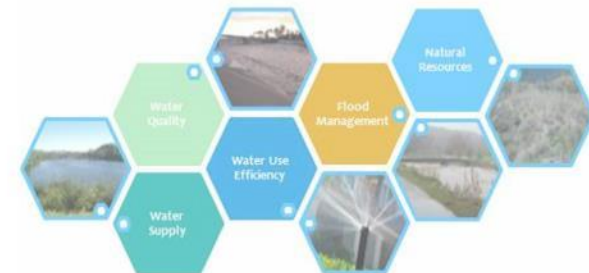 Natural
Resources
Water
Quality
Flood
Management
Water Use
Efficiency
Water
Supply